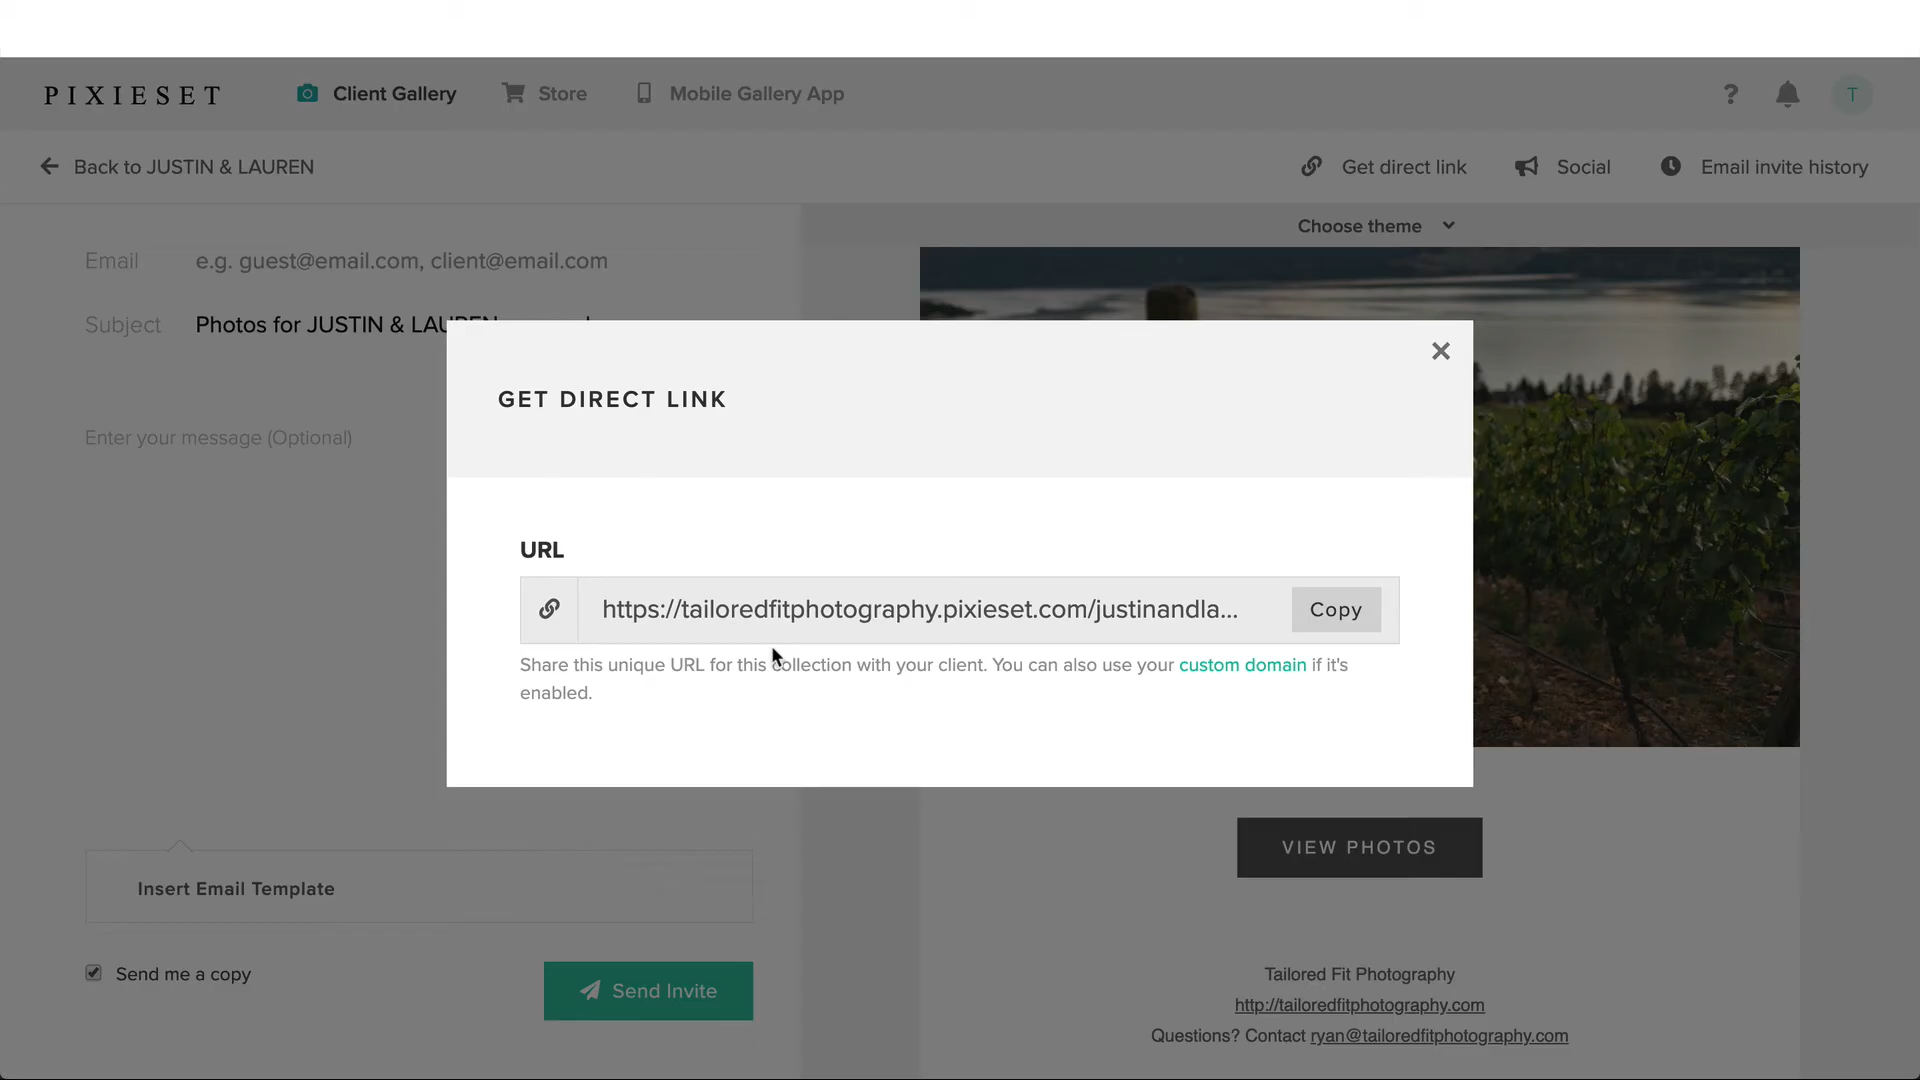 PIXIESET
Client Gallery
Store
Mobile Gallery App
?
T
Back to JUSTIN & LAUREN
Get direct link
Social
Email invite history
Choose theme
Email
e.g. guest@email.com, client@email.com
Subject
Photos for JUSTIN &
Enter your message (Optional)
GET DIRECT LINK
URL
https://tailoredfitphotography.pixieset.com/justinandla...
Copy
Share this unique URL for this collection with your client. You can also use your custom domain if it's
enabled.
Insert Email Template
Send me a copy
Send Invite
VIEW PHOTOS
Tailored Fit Photography
http://tailoredfitphotography.com
Questions? Contact ryan@tailoredfitphotography.com